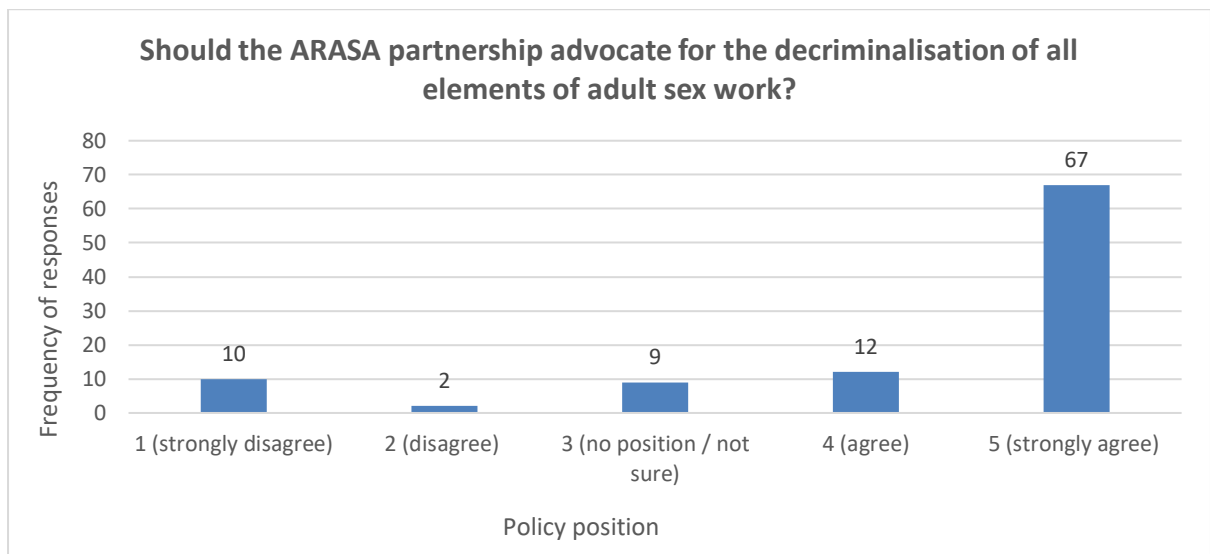 Should the ARASA partnership advocate for the decriminalisation of all
elements of adult sex work?
Frequency of responses
80
70
60
50
40
30
20
10
0
10
2
9
12
67
1 (strongly disagree)
2 (disagree)
3 (no position / not
sure)
4 (agree)
5 (strongly agree)
Policy position